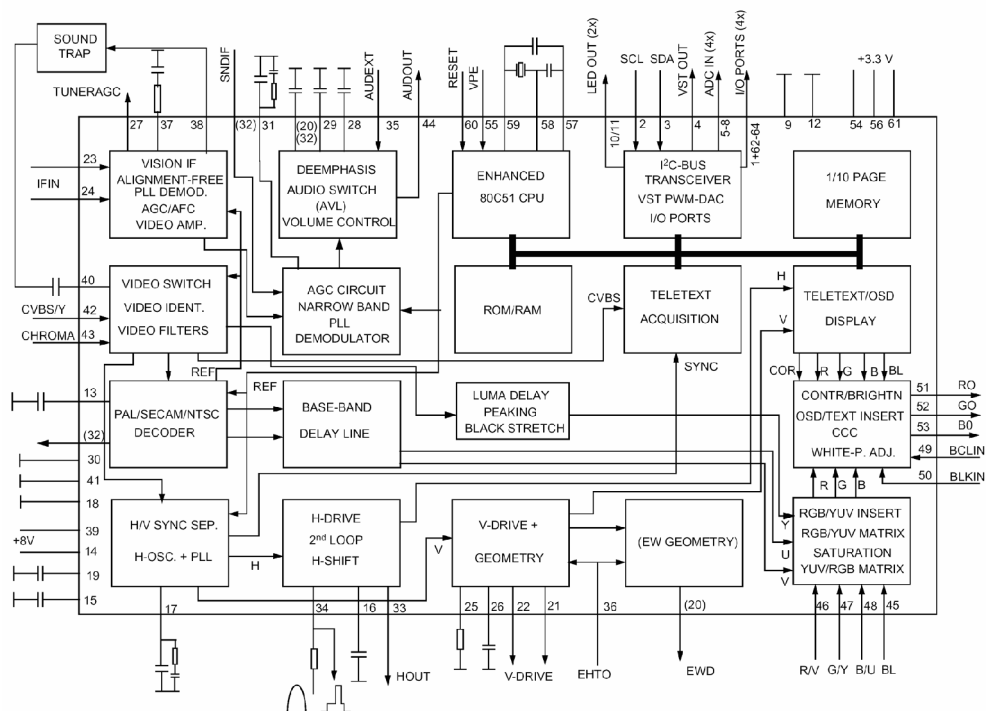 SOUND
TRAP
TUNERAGC
SNDIF
AUDEXT
AUDOUT
RESET
VPE
LED OUT (2x)
SCL SDA
VST OUT
ADC IN (4x)
I/O PORTS (4x)
+3.3 V
27 37 38 (32) 31 (20) (32) 29 28 35 44 60 55 59 58 57 10/11 2 3 4 5-8 1+62-64 9 12 54 56 61
23
IFIN
24
VISION IF
ALIGNMENT-FREE
PLL DEMOD.
AGC/AFC
VIDEO AMP.
DEEMPHASIS
AUDIO SWITCH
(AVL)
VOLUME CONTROL
ENHANCED
80C51 CPU
I²C-BUS
TRANSCEIVER
VST PWM-DAC
I/O PORTS
1/10 PAGE
MEMORY
40
CVBS/Y 42
CHROMA 43
VIDEO SWITCH
VIDEO IDENT.
VIDEO FILTERS
AGC CIRCUIT
NARROW BAND
PLL
DEMODULATOR
ROM/RAM
CVBS
TELETEXT
ACQUISITION
SYNC
H
V
TELETEXT/OSD
DISPLAY
REF
REF
COR R G B BL
13
(32)
30
41
18
39
+8V
14
19
15
PAL/SECAM/NTSC
DECODER
BASE-BAND
DELAY LINE
LUMA DELAY
PEAKING
BLACK STRETCH
CONTR/BRIGHTN
OSD/TEXT INSERT
CCC
WHITE-P. ADJ.
51 RO
52 GO
53 B0
49 BCLIN
50 BLKIN
R G B
H/V SYNC SEP.
H-OSC. + PLL
H
H-DRIVE
2nd LOOP
H-SHIFT
V
V-DRIVE +
GEOMETRY
(EW GEOMETRY)
Y
U
V
RGB/YUV INSERT
RGB/YUV MATRIX
SATURATION
YUV/RGB MATRIX
17 34 16 33 25 26 22 21 36 (20) 46 47 48 45
HOUT
V-DRIVE
EHTO
EWD
R/V G/Y B/U BL